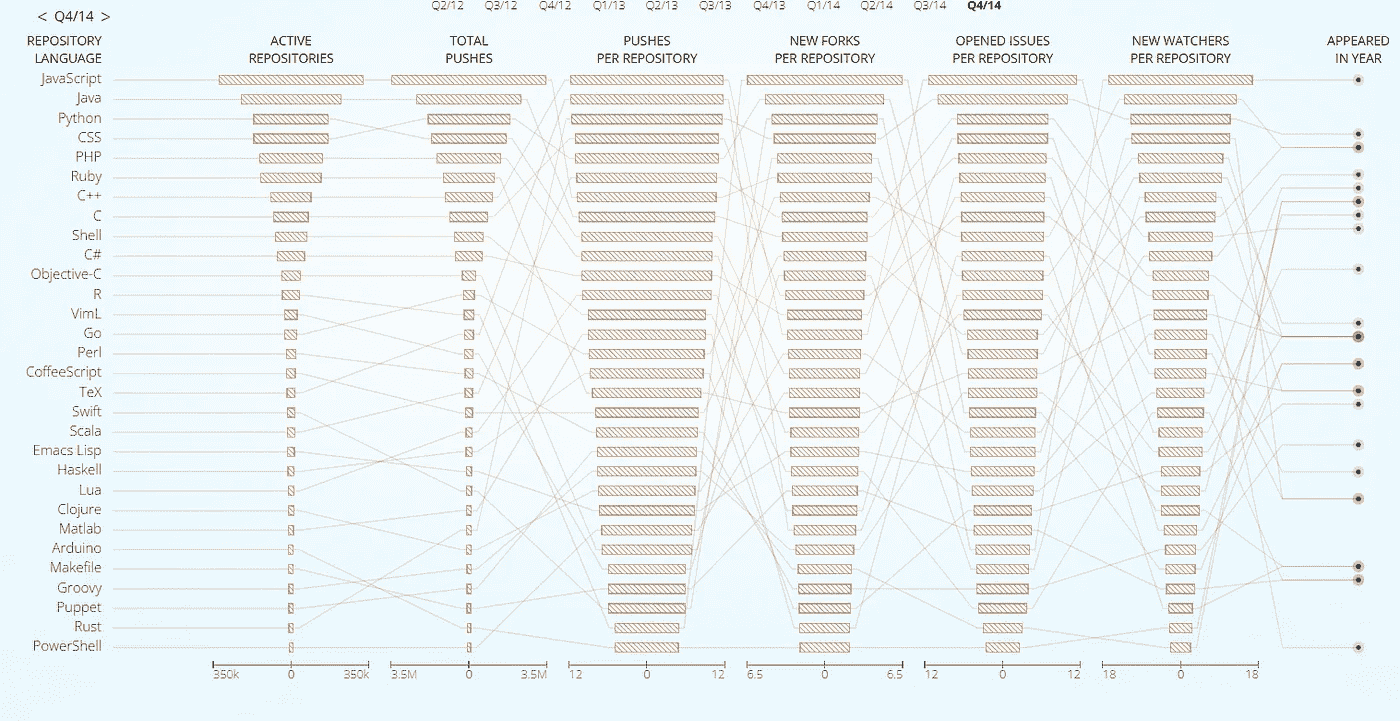 Q2/12 Q3/12 Q4/12 Q1/13 Q2/13 Q3/13 Q4/13 Q1/14 Q2/14 Q3/14 Q4/14
< Q4/14 >
REPOSITORY LANGUAGE
ACTIVE REPOSITORIES
TOTAL PUSHES
PUSHES PER REPOSITORY
NEW FORKS PER REPOSITORY
OPENED ISSUES PER REPOSITORY
NEW WATCHERS PER REPOSITORY
APPEARED IN YEAR
JavaScript
Java
Python
CSS
PHP
Ruby
C++
C
Shell
C#
Objective-C
R
VimL
Go
Perl
CoffeeScript
TeX
Swift
Scala
Emacs Lisp
Haskell
Lua
Clojure
Matlab
Arduino
Makefile
Groovy
Puppet
Rust
PowerShell
350k 0 350k 3.5M 0 3.5M 12 0 12 6.5 0 6.5 12 0 12 18 0 18